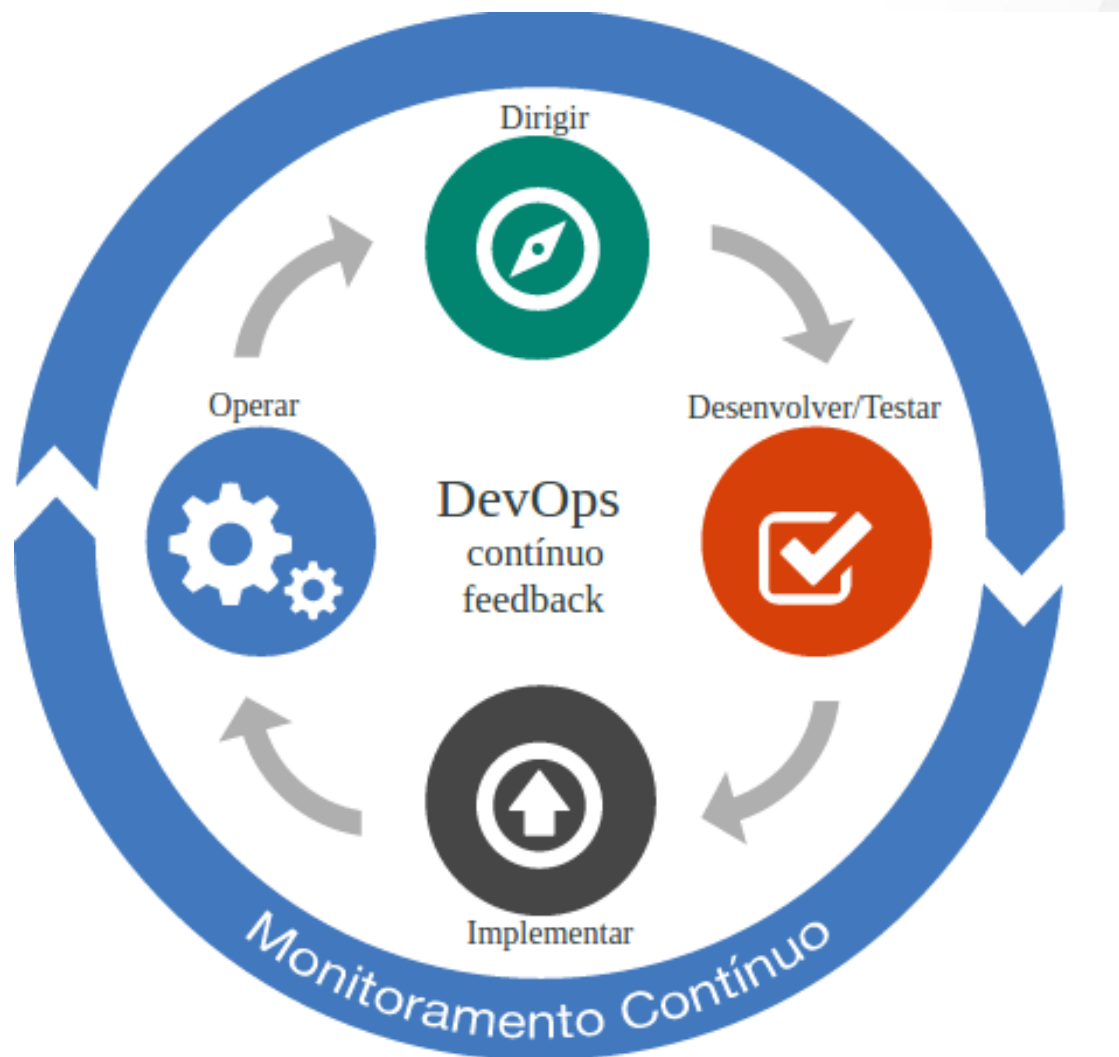 Dirigir
Operar
Desenvolver/Testar
DevOps
contínuo
feedback
Implementar
Monitoramento Contínuo